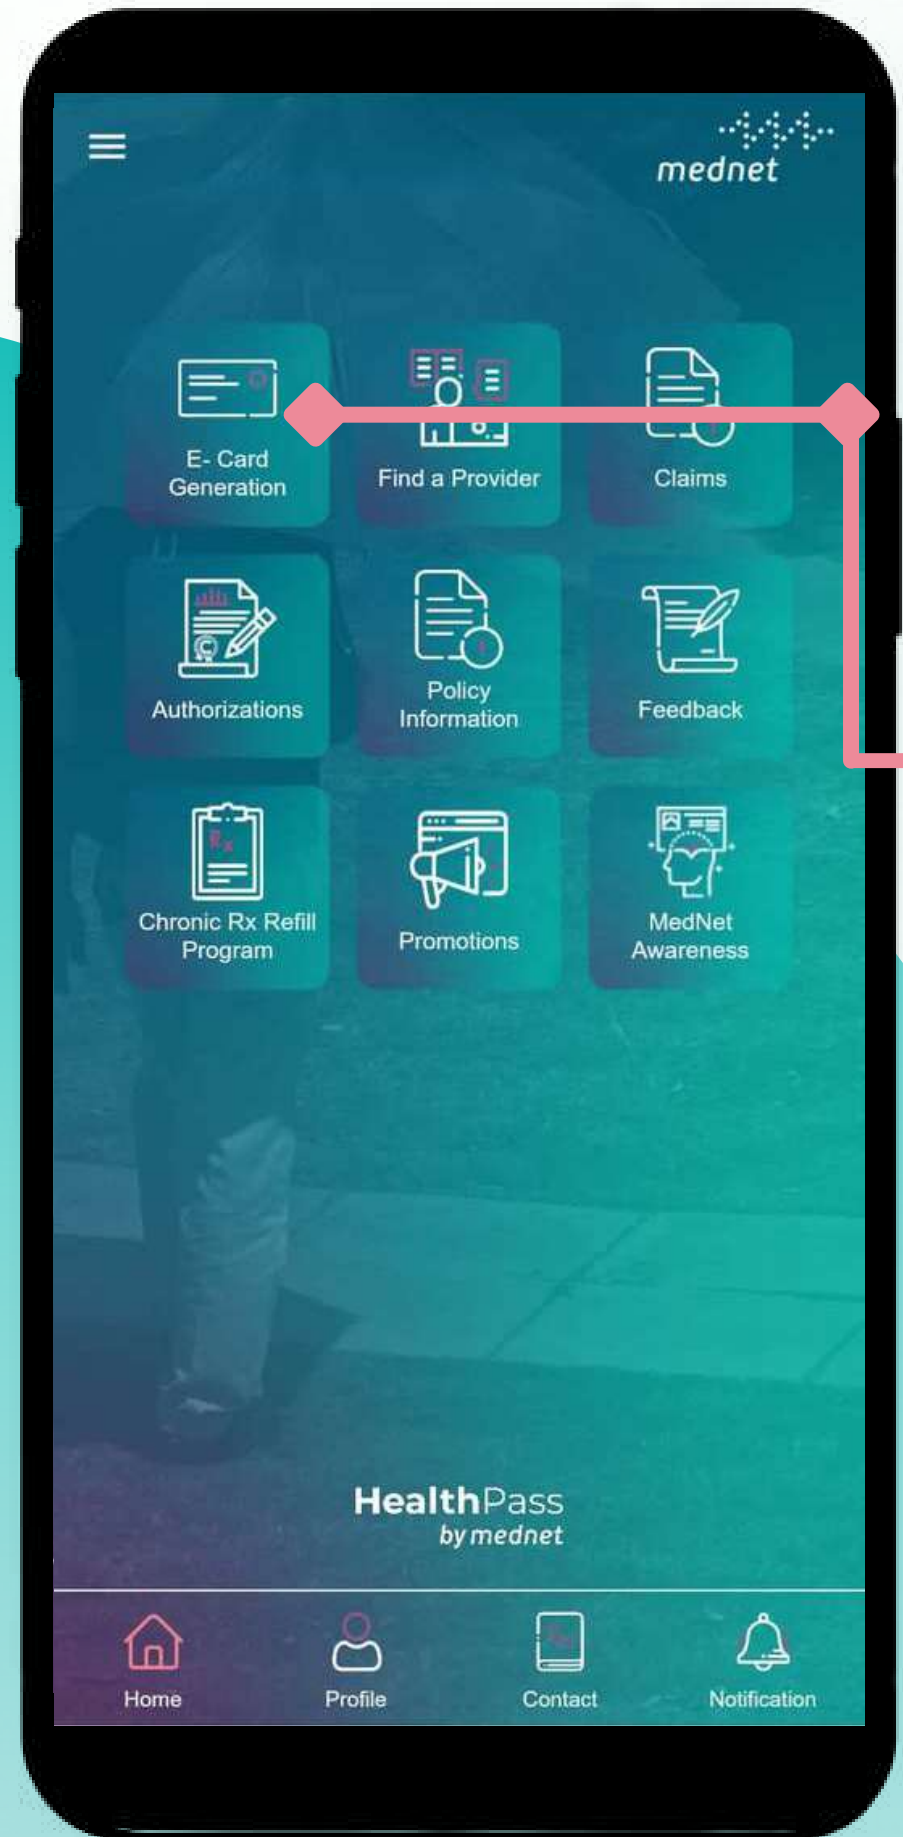 mednet
E- Card
Generation
Find a Provider
Claims
Authorizations
Policy
Information
Feedback
Rx
Chronic Rx Refill
Program
Promotions
MedNet
Awareness
HealthPass
by mednet
Home
Profile
Contact
Notification